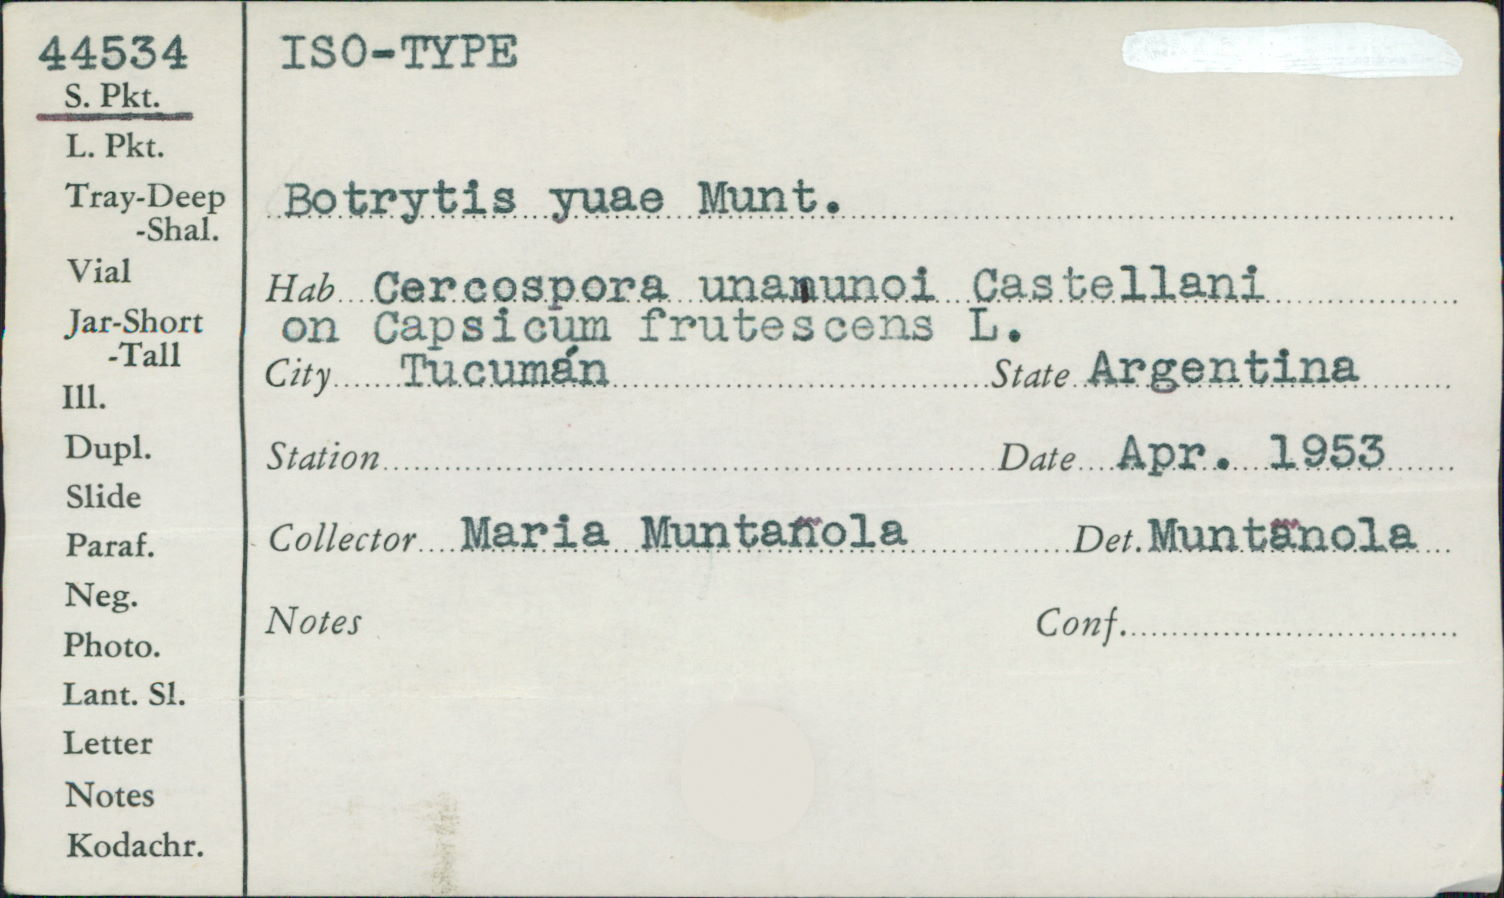 44534
S. Pkt.
L. Pkt.
Tray-Deep
-Shal.
Vial
Jar-Short
-Tall
Ill.
Dupl.
Slide
Paraf.
Neg.
Photo.
Lant. Sl.
Letter
Notes
Kodachr.
ISO-TYPE
Botrytis yuae Munt.
Hab Cercospora unamunoi Castellani
on Capsicum frutescens L.
City Tucumán State Argentina
Station Date Apr. 1953
Collector Maria Muntañola Det. Muntãnola
Notes Conf.